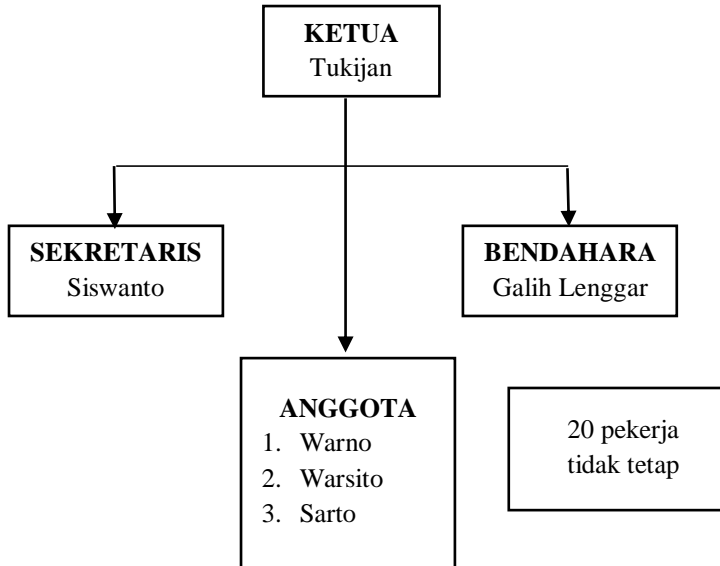 KETUA
Tukijan
SEKRETARIS
Siswanto
BENDAHARA
Galih Lenggar
ANGGOTA
1. Warno
2. Warsito
3. Sarto
20 pekerja
tidak tetap